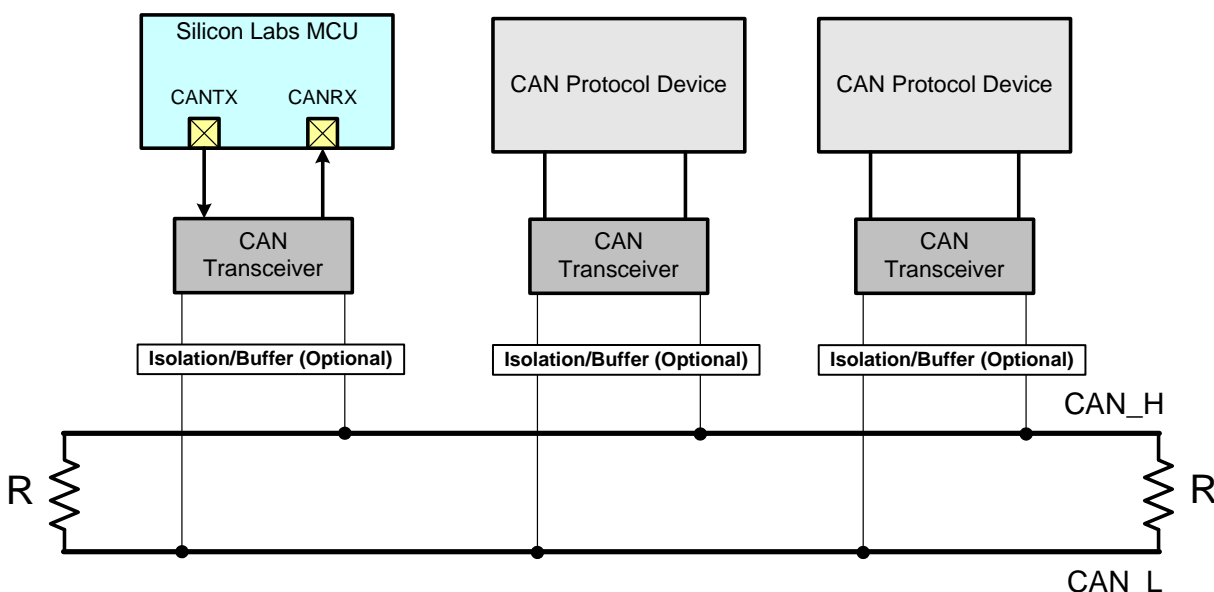 Silicon Labs MCU
CANTX CANRX
CAN Protocol Device
CAN Protocol Device
CAN
Transceiver
CAN
Transceiver
CAN
Transceiver
Isolation/Buffer (Optional)
Isolation/Buffer (Optional)
Isolation/Buffer (Optional)
CAN_H
R
R
CAN_L